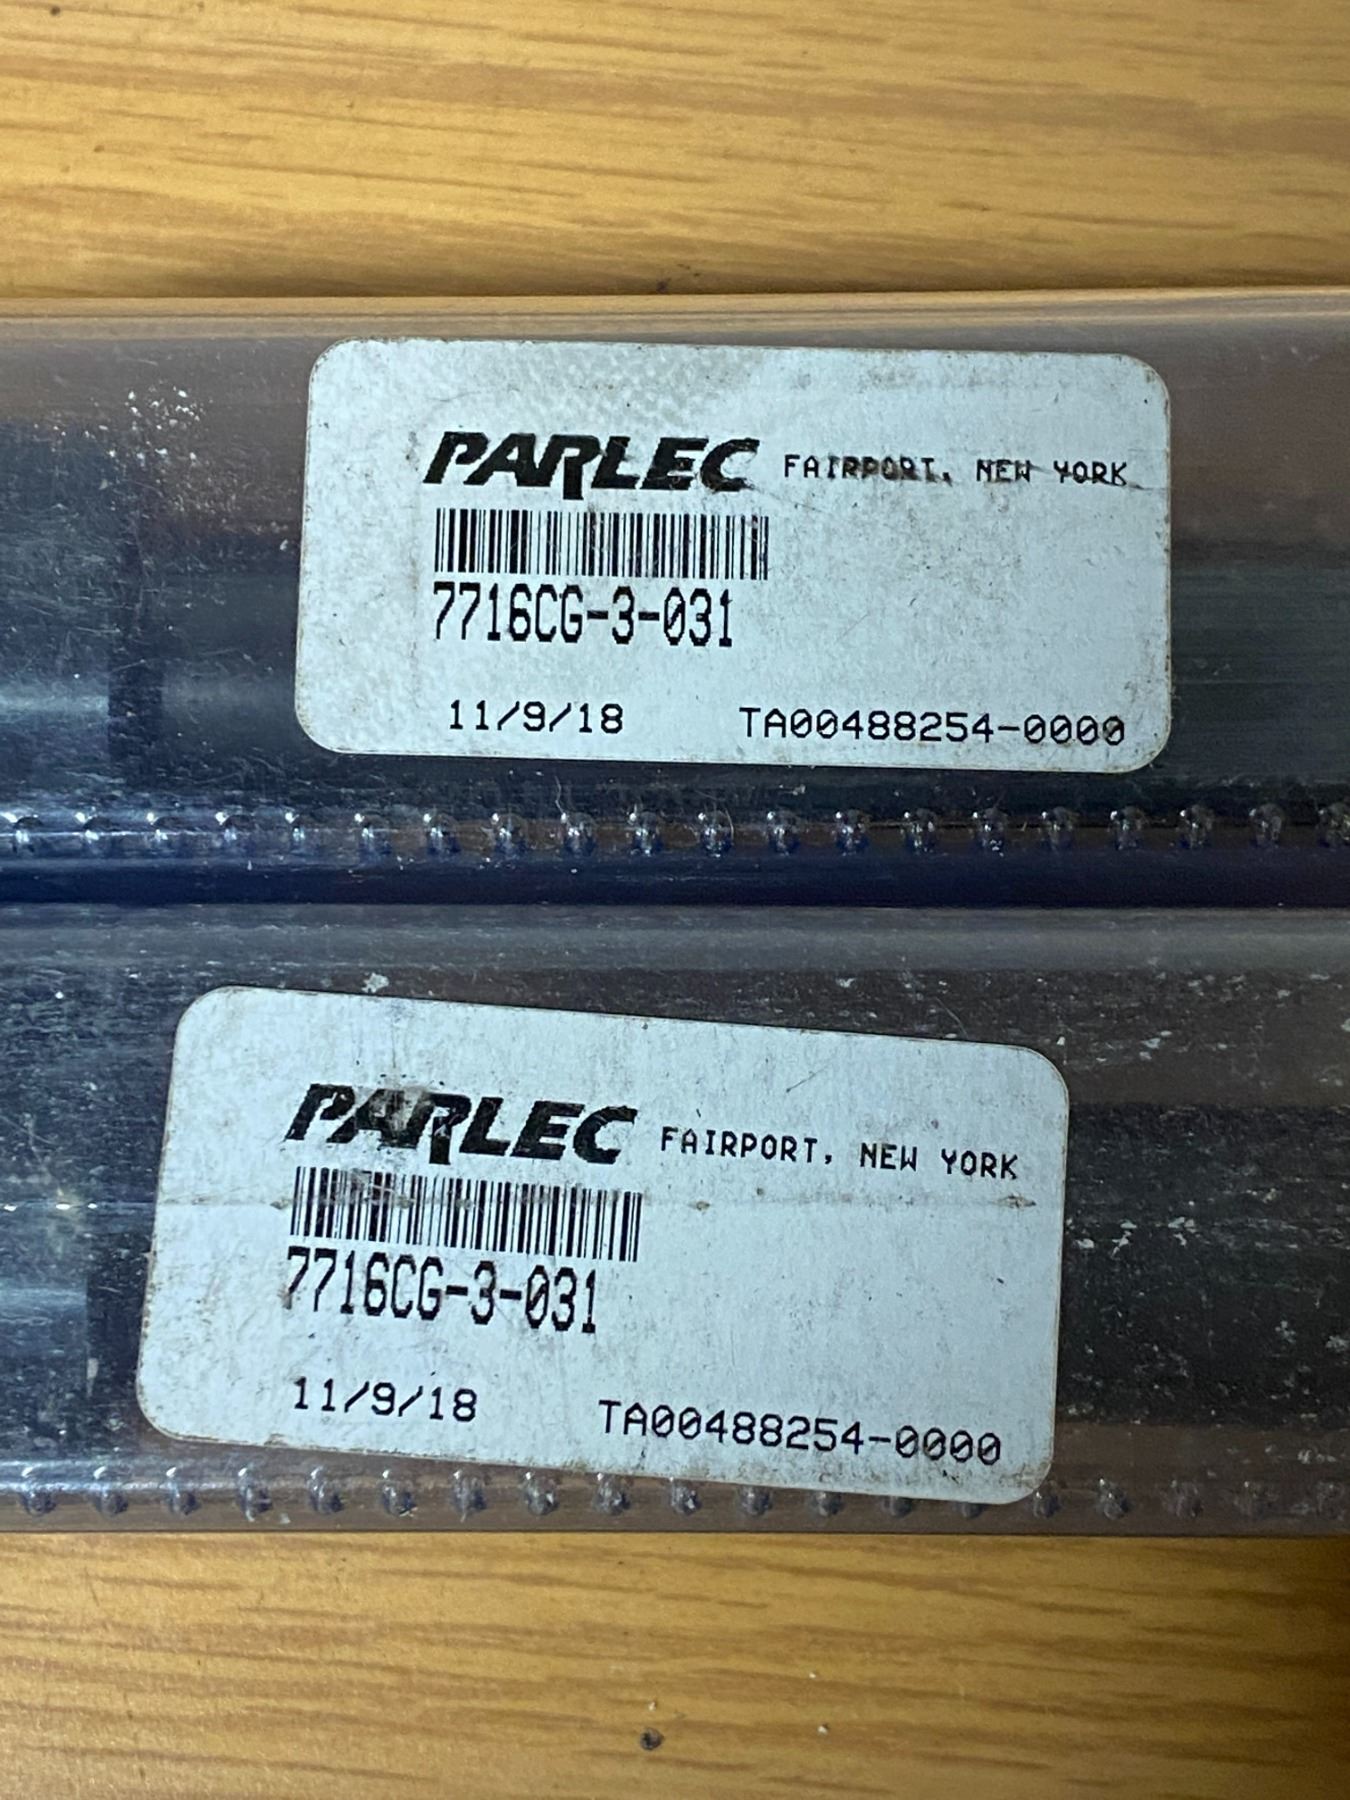 PARLEC FAIRPORT, NEW YORK
7716CG-3-031
11/9/18 TA00488254-0000
PARLEC FAIRPORT, NEW YORK
7716CG-3-031
11/9/18 TA00488254-0000